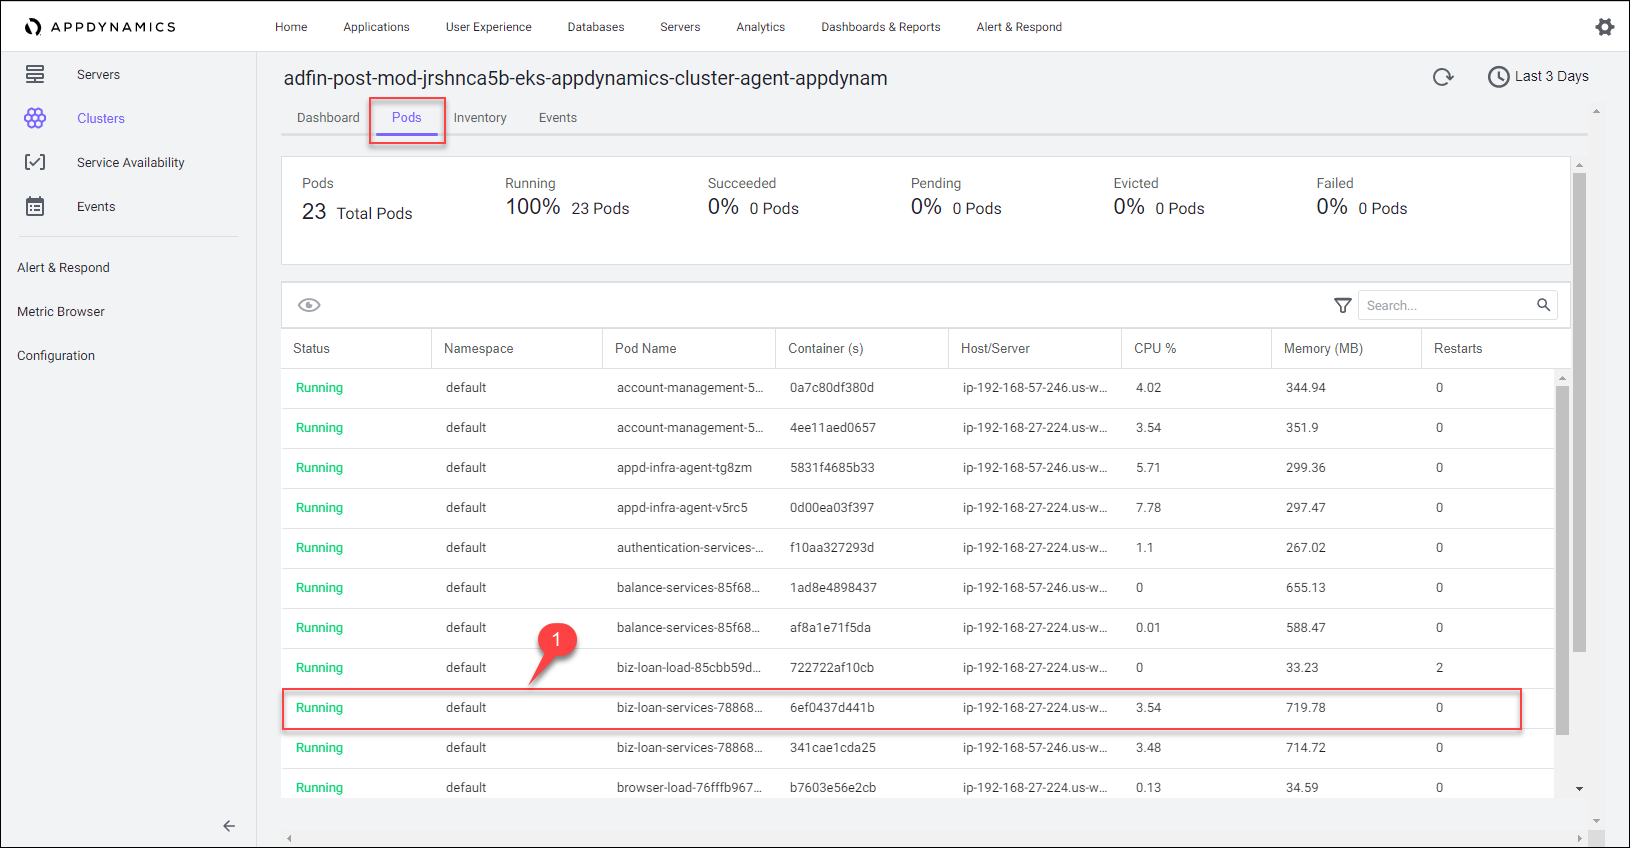 APPDYNAMICS
Home Applications User Experience Databases Servers Analytics Dashboards & Reports Alert & Respond
Servers
Clusters
Service Availability
Events
Alert & Respond
Metric Browser
Configuration
adfin-post-mod-jrshnca5b-eks-appdynamics-cluster-agent-appdynam
Last 3 Days
Dashboard Pods Inventory Events
Pods Running Succeeded Pending Evicted Failed
23 Total Pods 100% 23 Pods 0% 0 Pods 0% 0 Pods 0% 0 Pods 0% 0 Pods
Search...
Status Namespace Pod Name Container (s) Host/Server CPU % Memory (MB) Restarts
Running default account-management-5... 0a7c80df380d ip-192-168-57-246.us-w... 4.02 344.94 0
Running default account-management-5... 4ee11aed0657 ip-192-168-27-224.us-w... 3.54 351.9 0
Running default appd-infra-agent-tg8zm 5831f4685b33 ip-192-168-57-246.us-w... 5.71 299.36 0
Running default appd-infra-agent-v5rc5 0d00ea03f397 ip-192-168-27-224.us-w... 7.78 297.47 0
Running default authentication-services-... f10aa327293d ip-192-168-27-224.us-w... 1.1 267.02 0
Running default balance-services-85f68... 1ad8e4898437 ip-192-168-57-246.us-w... 0 655.13 0
Running default balance-services-85f68... af8a1e71f5da ip-192-168-27-224.us-w... 0.01 588.47 0
1
Running default biz-loan-load-85cbb59d... 722722af10cb ip-192-168-27-224.us-w... 0 33.23 2
Running default biz-loan-services-78868... 6ef0437d441b ip-192-168-27-224.us-w... 3.54 719.78 0
Running default biz-loan-services-78868... 341cae1cda25 ip-192-168-57-246.us-w... 3.48 714.72 0
Running default browser-load-76fffb967... b7603e56e2cb ip-192-168-27-224.us-w... 0.13 34.59 0